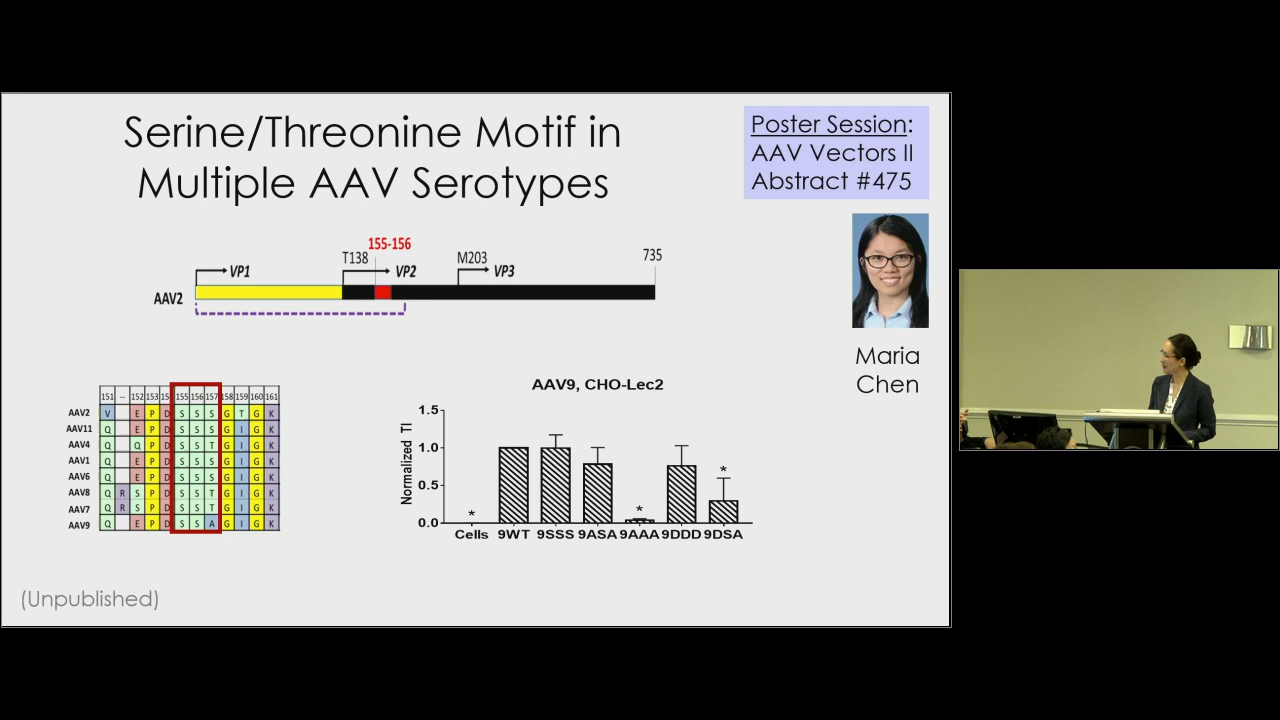 Serine/Threonine Motif in
Multiple AAV Serotypes
Poster Session:
AAV Vectors II
Abstract #475
Maria
Chen
155-156
T138 M203 735
VP1 VP2 VP3
AAV2
151 -- 152 153 15 155 156 157 158 159 160 161
AAV2 V E P D S S S G T G K
AAV11 Q E P D S S S G I G K
AAV4 Q Q P D S S T G I G K
AAV1 Q E P D S S S G I G K
AAV6 Q E P D S S S G I G K
AAV8 Q R S P D S S T G I G K
AAV7 Q R S P D S S T G I G K
AAV9 Q E P D S S A G I G K
AAV9, CHO-Lec2
Normalized TI
1.5
1.0
0.5
0.0
* * *
Cells 9WT 9SSS 9ASA 9AAA 9DDD 9DSA
(Unpublished)